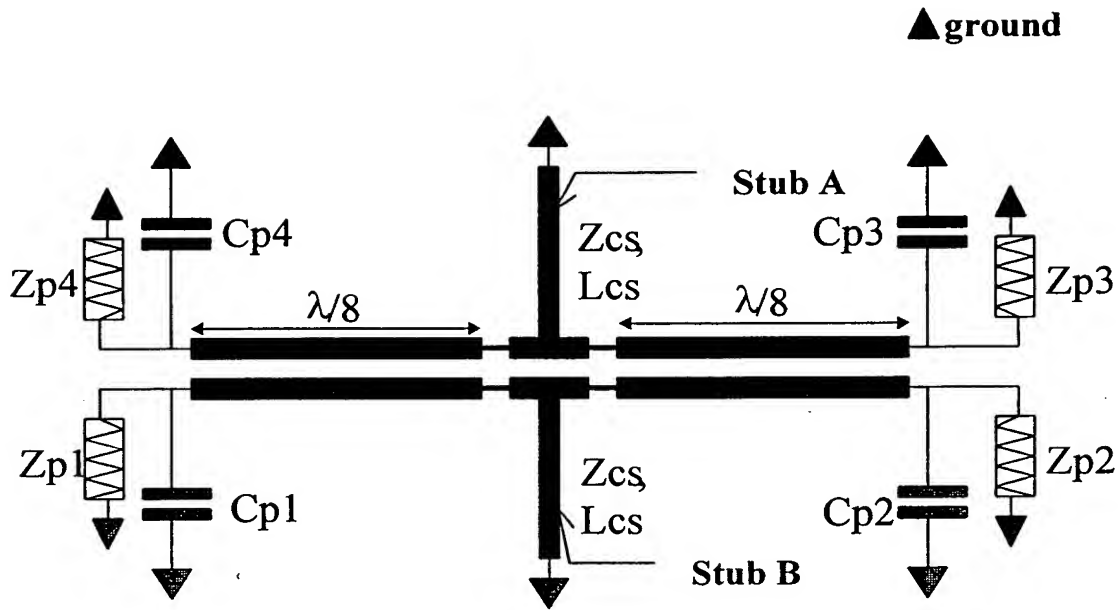 ground
Stub A
Cp4
Zcs,
Lcs
Cp3
Zp4
Zp3
λ/8
λ/8
Zp1
Zp2
Cp1
Zcs,
Lcs
Cp2
Stub B